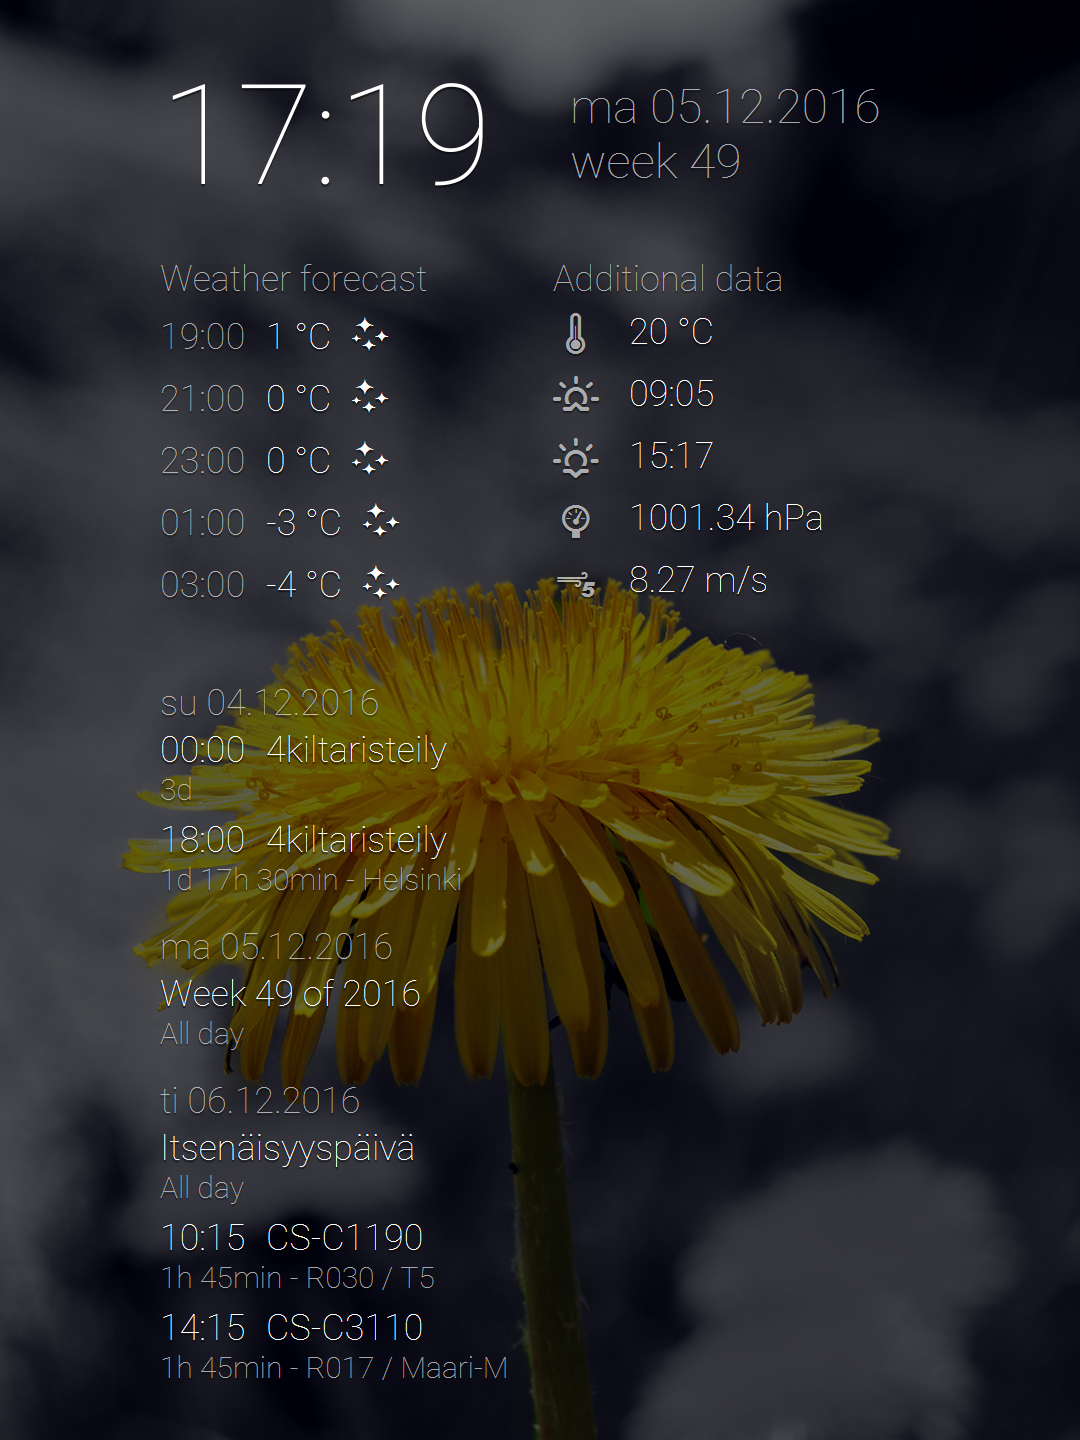 17:19
ma 05.12.2016
week 49
Weather forecast
19:00 1 °C
21:00 0 °C
23:00 0 °C
01:00 -3 °C
03:00 -4 °C
Additional data
20 °C
09:05
15:17
1001.34 hPa
5 8.27 m/s
su 04.12.2016
00:00 4kiltaristeily
3d
18:00 4kiltaristeily
1d 17h 30min - Helsinki
ma 05.12.2016
Week 49 of 2016
All day
ti 06.12.2016
Itsenäisyyspäivä
All day
10:15 CS-C1190
1h 45min - R030 / T5
14:15 CS-C3110
1h 45min - R017 / Maari-M